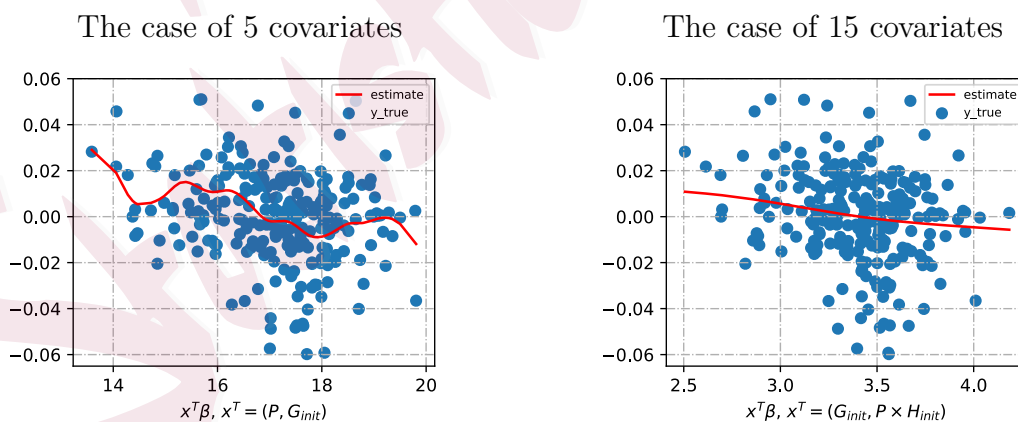 The case of 5 covariates
The case of 15 covariates
0.06
0.04
0.02
0.00
−0.02
−0.04
−0.06
14
16
18
20
estimate
y_true
x^T β, x^T = (P, G_init)
0.06
0.04
0.02
0.00
−0.02
−0.04
−0.06
2.5
3.0
3.5
4.0
estimate
y_true
x^T β, x^T = (G_init, P × H_init)